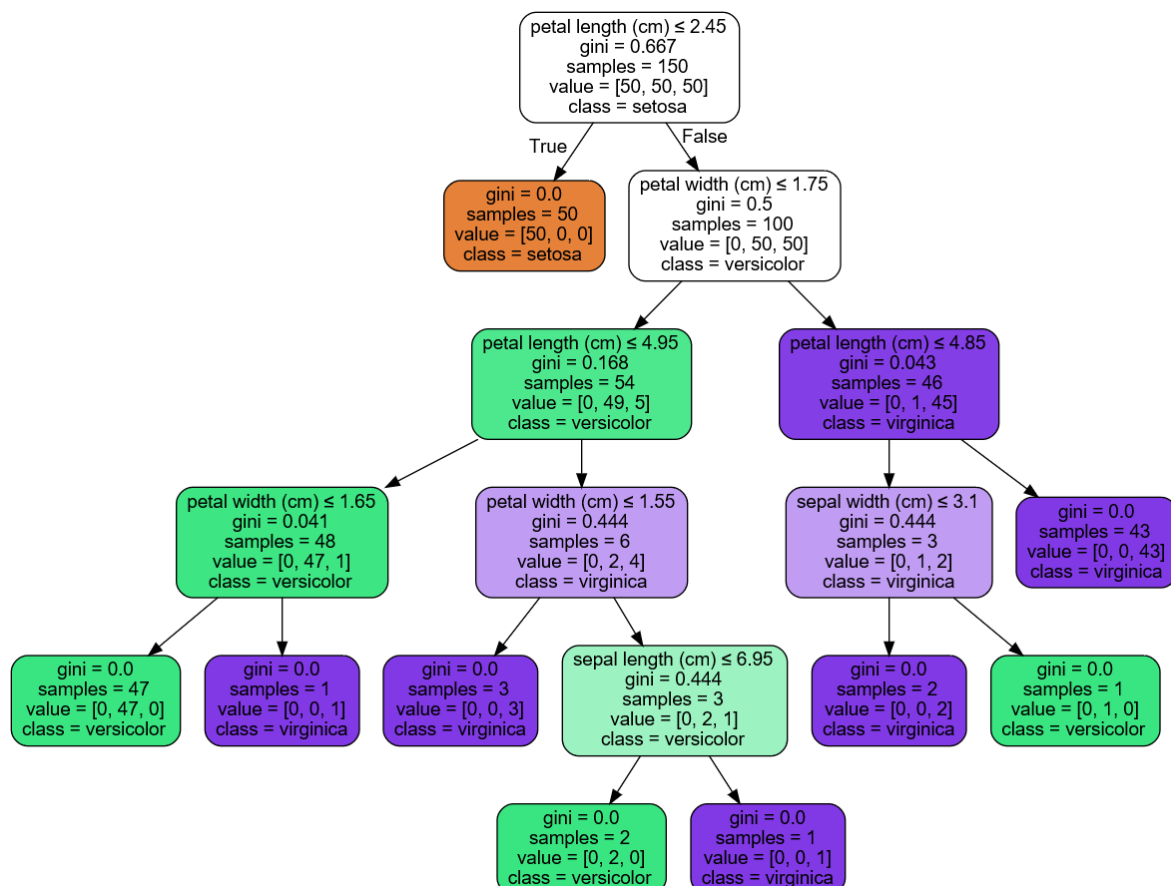 petal length (cm) ≤ 2.45
gini = 0.667
samples = 150
value = [50, 50, 50]
class = setosa
True
False
gini = 0.0
samples = 50
value = [50, 0, 0]
class = setosa
petal width (cm) ≤ 1.75
gini = 0.5
samples = 100
value = [0, 50, 50]
class = versicolor
petal length (cm) ≤ 4.95
gini = 0.168
samples = 54
value = [0, 49, 5]
class = versicolor
petal length (cm) ≤ 4.85
gini = 0.043
samples = 46
value = [0, 1, 45]
class = virginica
petal width (cm) ≤ 1.65
gini = 0.041
samples = 48
value = [0, 47, 1]
class = versicolor
petal width (cm) ≤ 1.55
gini = 0.444
samples = 6
value = [0, 2, 4]
class = virginica
sepal width (cm) ≤ 3.1
gini = 0.444
samples = 3
value = [0, 1, 2]
class = virginica
gini = 0.0
samples = 43
value = [0, 0, 43]
class = virginica
gini = 0.0
samples = 47
value = [0, 47, 0]
class = versicolor
gini = 0.0
samples = 1
value = [0, 0, 1]
class = virginica
gini = 0.0
samples = 3
value = [0, 0, 3]
class = virginica
sepal length (cm) ≤ 6.95
gini = 0.444
samples = 3
value = [0, 2, 1]
class = versicolor
gini = 0.0
samples = 2
value = [0, 0, 2]
class = virginica
gini = 0.0
samples = 1
value = [0, 1, 0]
class = versicolor
gini = 0.0
samples = 2
value = [0, 2, 0]
class = versicolor
gini = 0.0
samples = 1
value = [0, 0, 1]
class = virginica